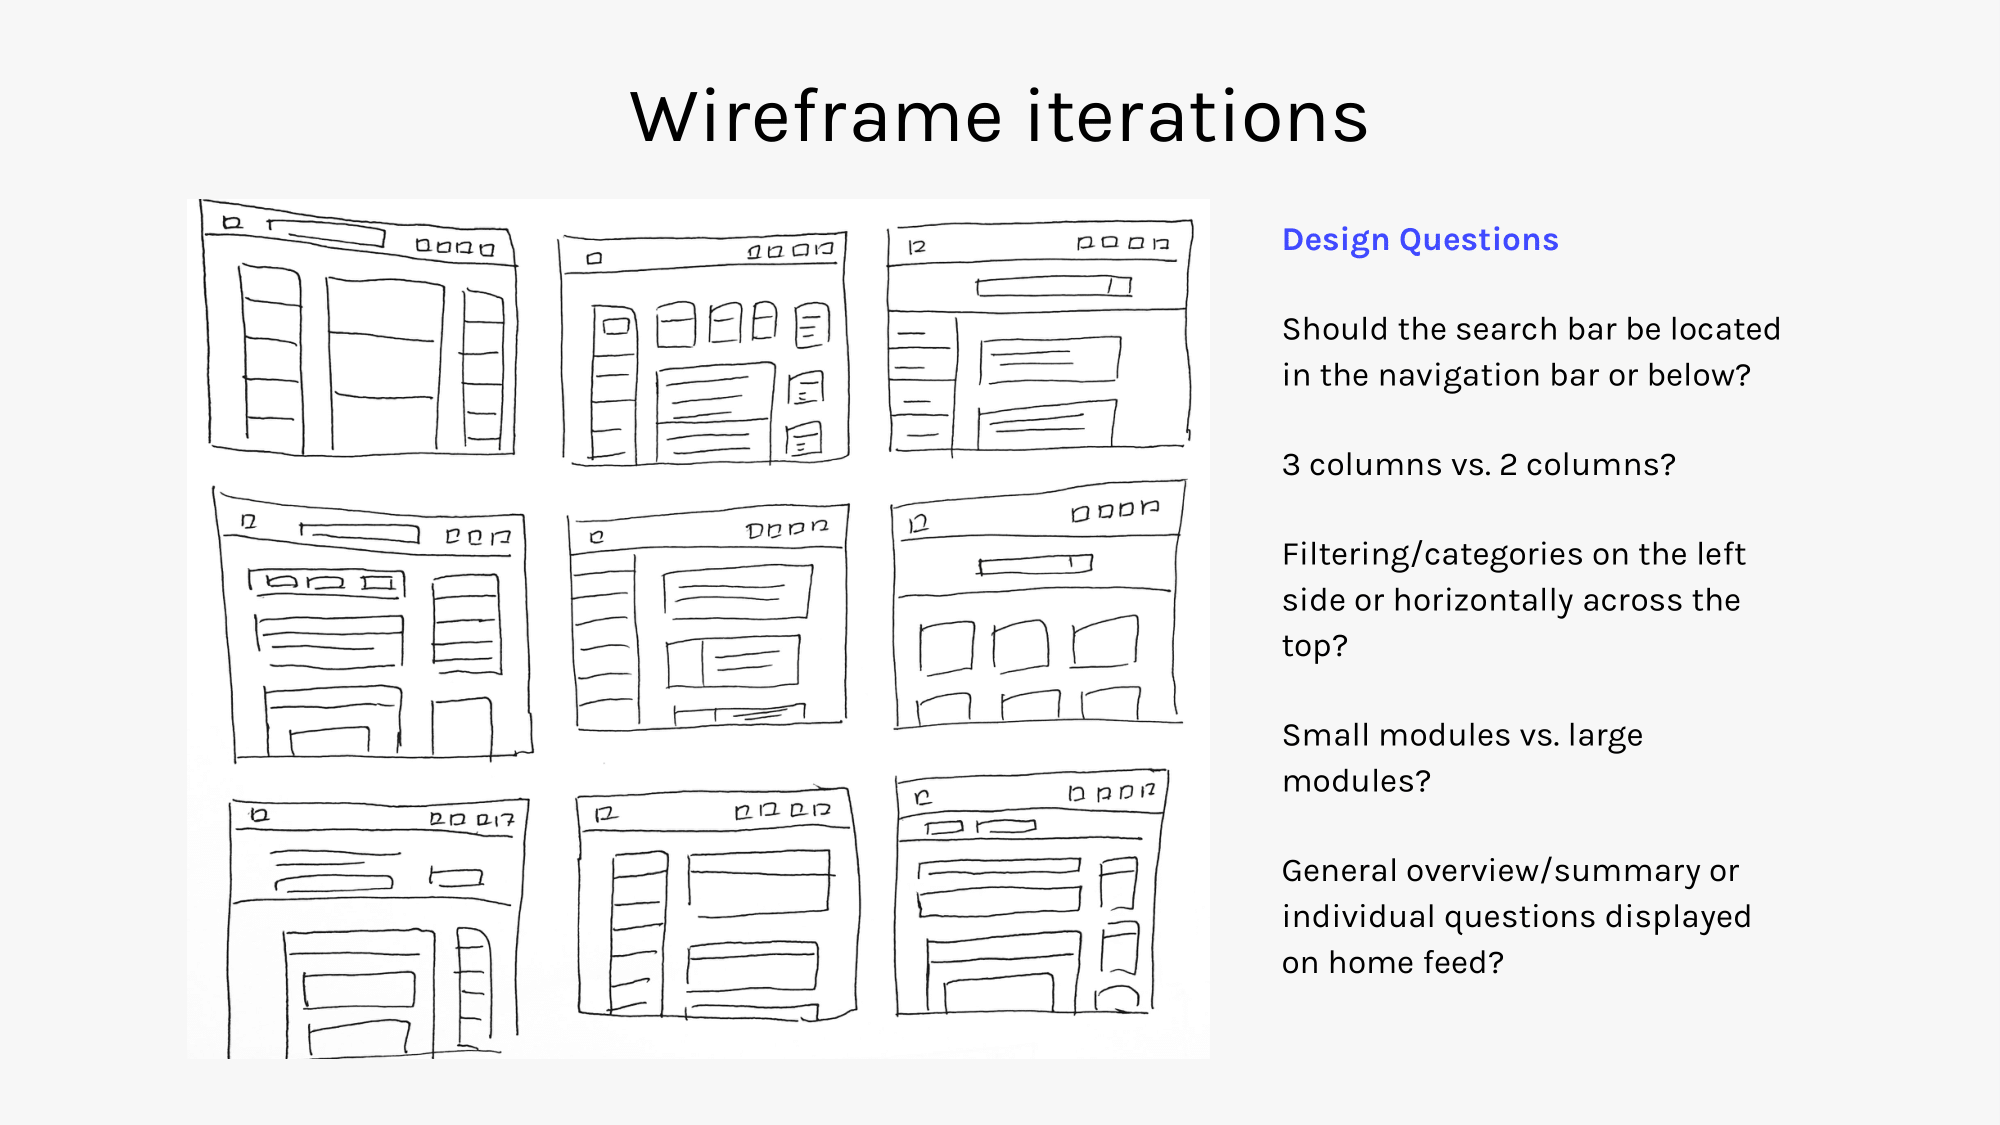 Wireframe iterations
Design Questions
Should the search bar be located
in the navigation bar or below?
3 columns vs. 2 columns?
Filtering/categories on the left
side or horizontally across the
top?
Small modules vs. large
modules?
General overview/summary or
individual questions displayed
on home feed?